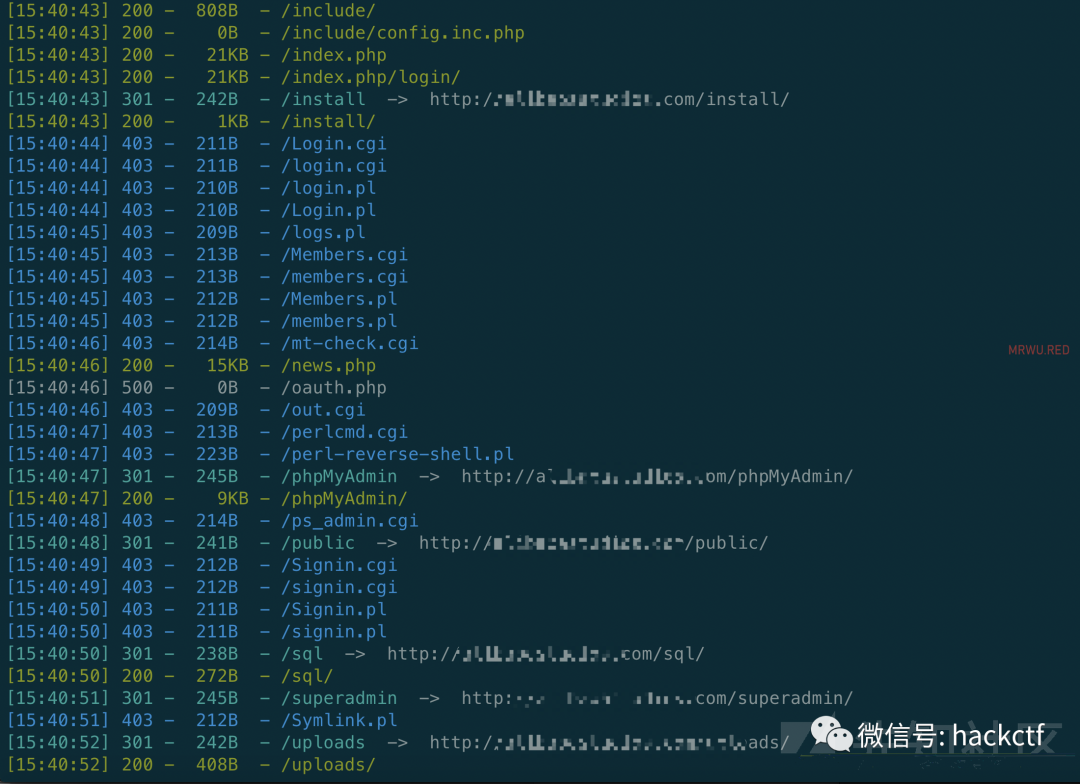 [15:40:43] 200 - 808B - /include/
[15:40:43] 200 - 0B - /include/config.inc.php
[15:40:43] 200 - 21KB - /index.php
[15:40:43] 200 - 21KB - /index.php/login/
[15:40:43] 301 - 242B - /install -> http:/ .com/install/
[15:40:43] 200 - 1KB - /install/
[15:40:44] 403 - 211B - /Login.cgi
[15:40:44] 403 - 211B - /login.cgi
[15:40:44] 403 - 210B - /login.pl
[15:40:44] 403 - 210B - /Login.pl
[15:40:45] 403 - 209B - /logs.pl
[15:40:45] 403 - 213B - /Members.cgi
[15:40:45] 403 - 213B - /members.cgi
[15:40:45] 403 - 212B - /Members.pl
[15:40:45] 403 - 212B - /members.pl
[15:40:46] 403 - 214B - /mt-check.cgi
MRWU.RED
[15:40:46] 200 - 15KB - /news.php
[15:40:46] 500 - 0B - /oauth.php
[15:40:46] 403 - 209B - /out.cgi
[15:40:47] 403 - 213B - /perlcmd.cgi
[15:40:47] 403 - 223B - /perl-reverse-shell.pl
[15:40:47] 301 - 245B - /phpMyAdmin -> http://a om/phpMyAdmin/
[15:40:47] 200 - 9KB - /phpMyAdmin/
[15:40:48] 403 - 214B - /ps_admin.cgi
[15:40:48] 301 - 241B - /public -> http:// /public/
[15:40:49] 403 - 212B - /Signin.cgi
[15:40:49] 403 - 212B - /signin.cgi
[15:40:50] 403 - 211B - /Signin.pl
[15:40:50] 403 - 211B - /signin.pl
[15:40:50] 301 - 238B - /sql -> http:// com/sql/
[15:40:50] 200 - 272B - /sql/
[15:40:51] 301 - 245B - /superadmin -> http: .com/superadmin/
[15:40:51] 403 - 212B - /Symlink.pl
[15:40:52] 301 - 242B - /uploads -> http:/ ads/
微信号: hackctf
[15:40:52] 200 - 408B - /uploads/